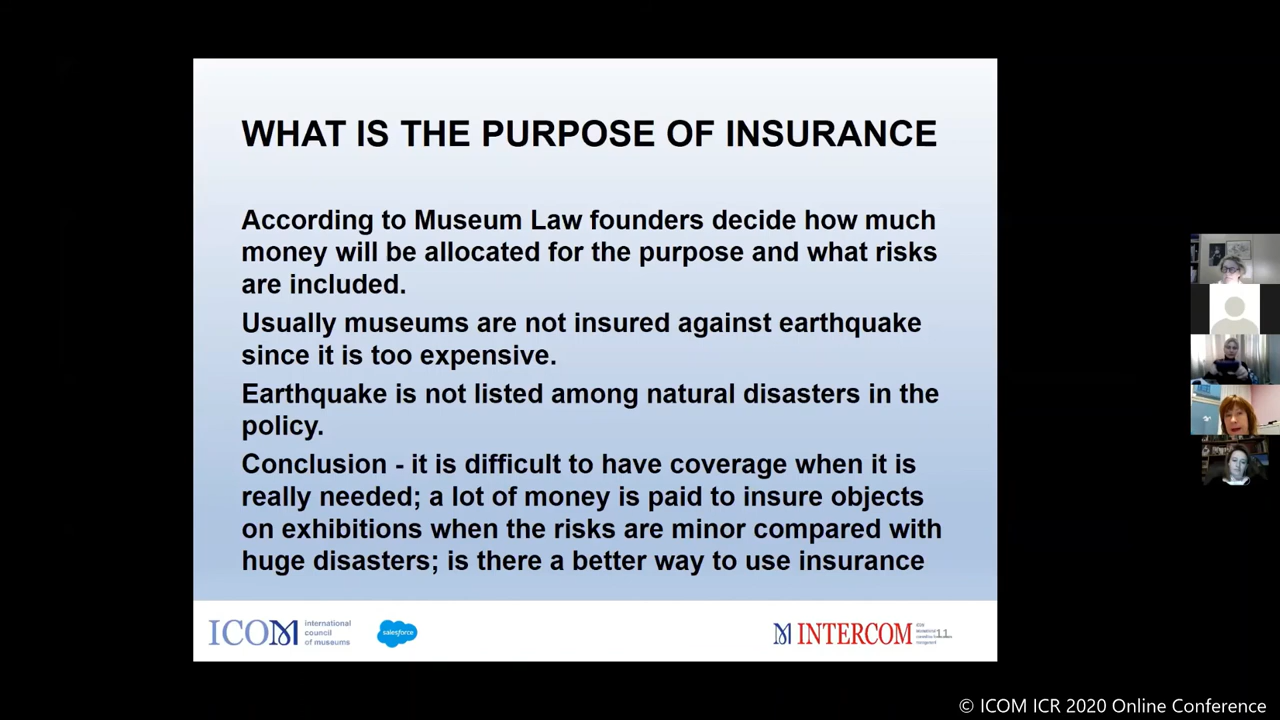 WHAT IS THE PURPOSE OF INSURANCE
According to Museum Law founders decide how much
money will be allocated for the purpose and what risks
are included.
Usually museums are not insured against earthquake
since it is too expensive.
Earthquake is not listed among natural disasters in the
policy.
Conclusion - it is difficult to have coverage when it is
really needed; a lot of money is paid to insure objects
on exhibitions when the risks are minor compared with
huge disasters; is there a better way to use insurance
ICOM international
council
of museums
salesforce
INTERCOM
11
© ICOM ICR 2020 Online Conference